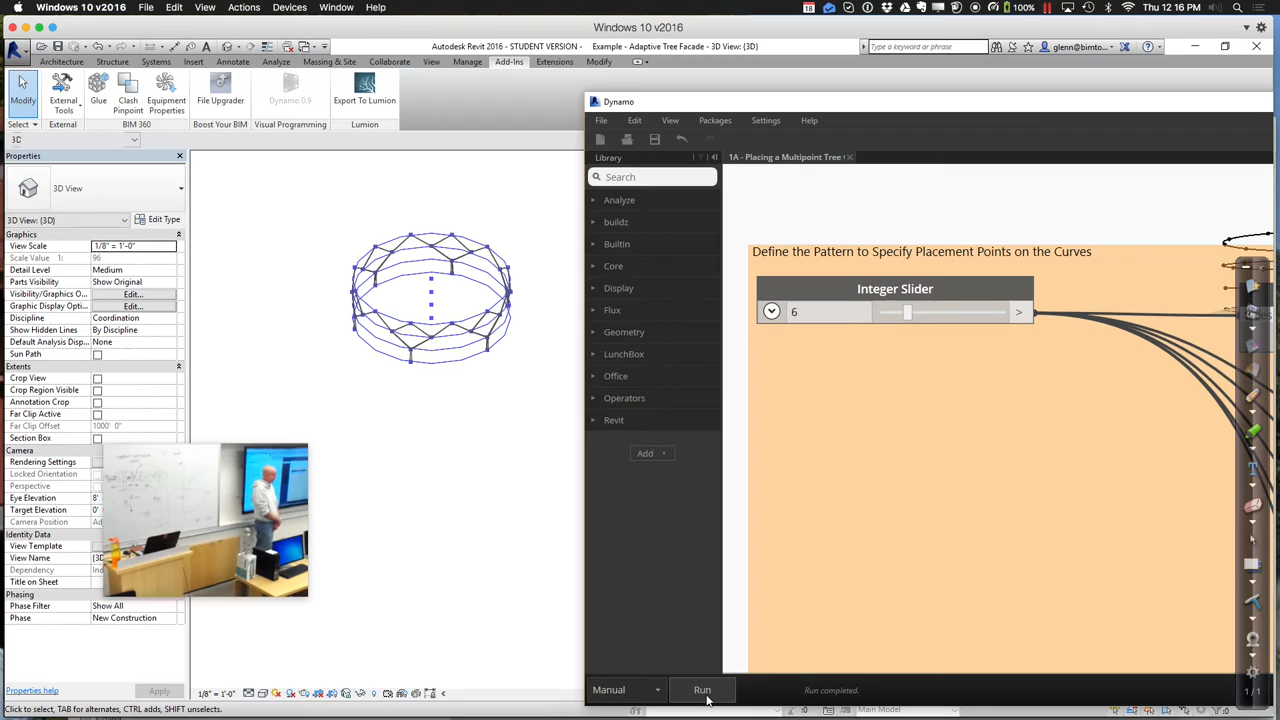 Windows 10 v2016 File Edit View Actions Devices Window Help 100% Thu 12:16 PM
Windows 10 v2016
Autodesk Revit 2016 - STUDENT VERSION - Example - Adaptive Tree Facade - 3D View: {3D}
Type a keyword or phrase
glenn@bimto...
Architecture Structure Systems Insert Annotate Analyze Massing & Site Collaborate View Manage Add-Ins Extensions Modify
Modify External Tools Glue Clash Pinpoint Equipment Properties File Upgrader Dynamo 0.9 Export To Lumion
Select External BIM 360 Boost Your BIM Visual Programming Lumion
3D
Properties
3D View
3D View: {3D} Edit Type
Graphics
View Scale 1/8" = 1'-0"
Scale Value 1: 96
Detail Level Medium
Parts Visibility Show Original
Visibility/Graphics O... Edit...
Graphic Display Opti... Edit...
Discipline Coordination
Show Hidden Lines By Discipline
Default Analysis Disp... None
Sun Path
Extents
Crop View
Crop Region Visible
Annotation Crop
Far Clip Active
Far Clip Offset 1000' 0"
Section Box
Camera
Rendering Settings
Locked Orientation
Perspective
Eye Elevation 8'
Target Elevation 0'
Camera Position
Identity Data
View Template
View Name {3D
Dependency Ind
Title on Sheet
Phasing
Phase Filter Show All
Phase New Construction
Properties help Apply
1/8" = 1'-0"
Click to select, TAB for alternates, CTRL adds, SHIFT unselects.
Main Model
Dynamo
File Edit View Packages Settings Help
Library
1A - Placing a Multipoint Tree
Search
Analyze
buildz
BuiltIn
Core
Display
Flux
Geometry
LunchBox
Office
Operators
Revit
Add
Define the Pattern to Specify Placement Points on the Curves
Integer Slider
6 >
Manual Run Run completed.
1 / 1